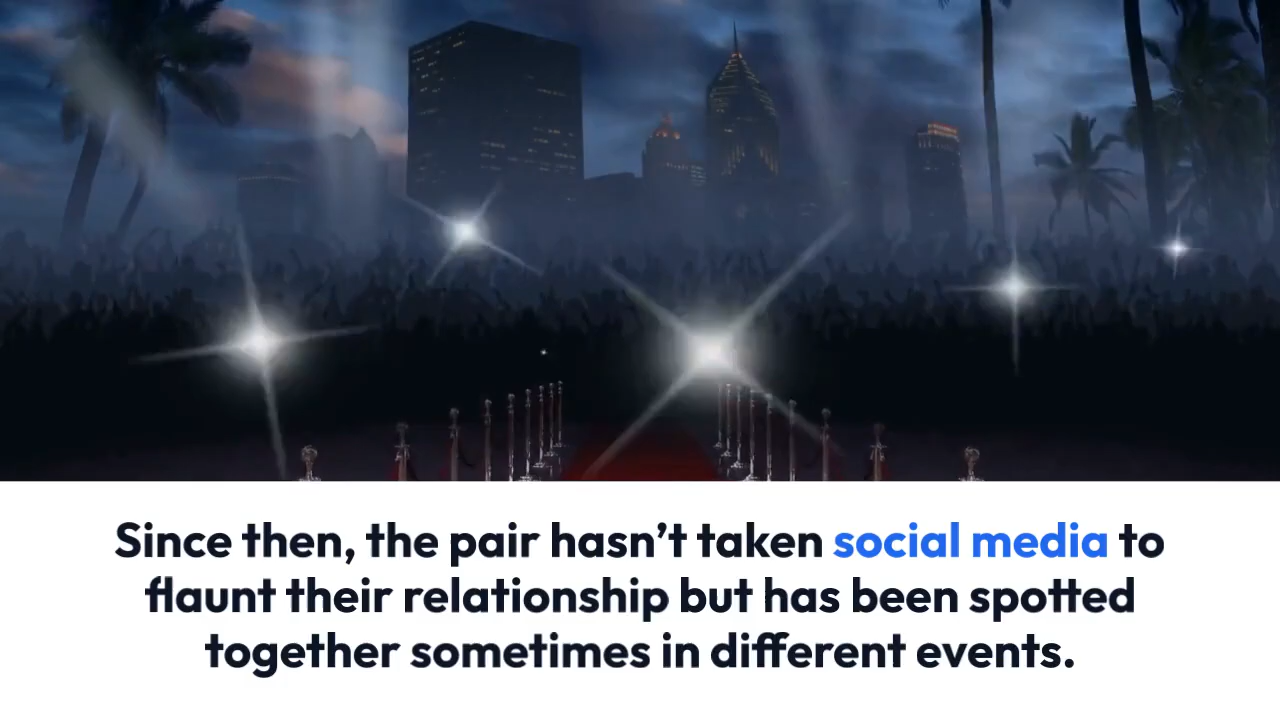 Since then, the pair hasn’t taken social media to
flaunt their relationship but has been spotted
together sometimes in different events.